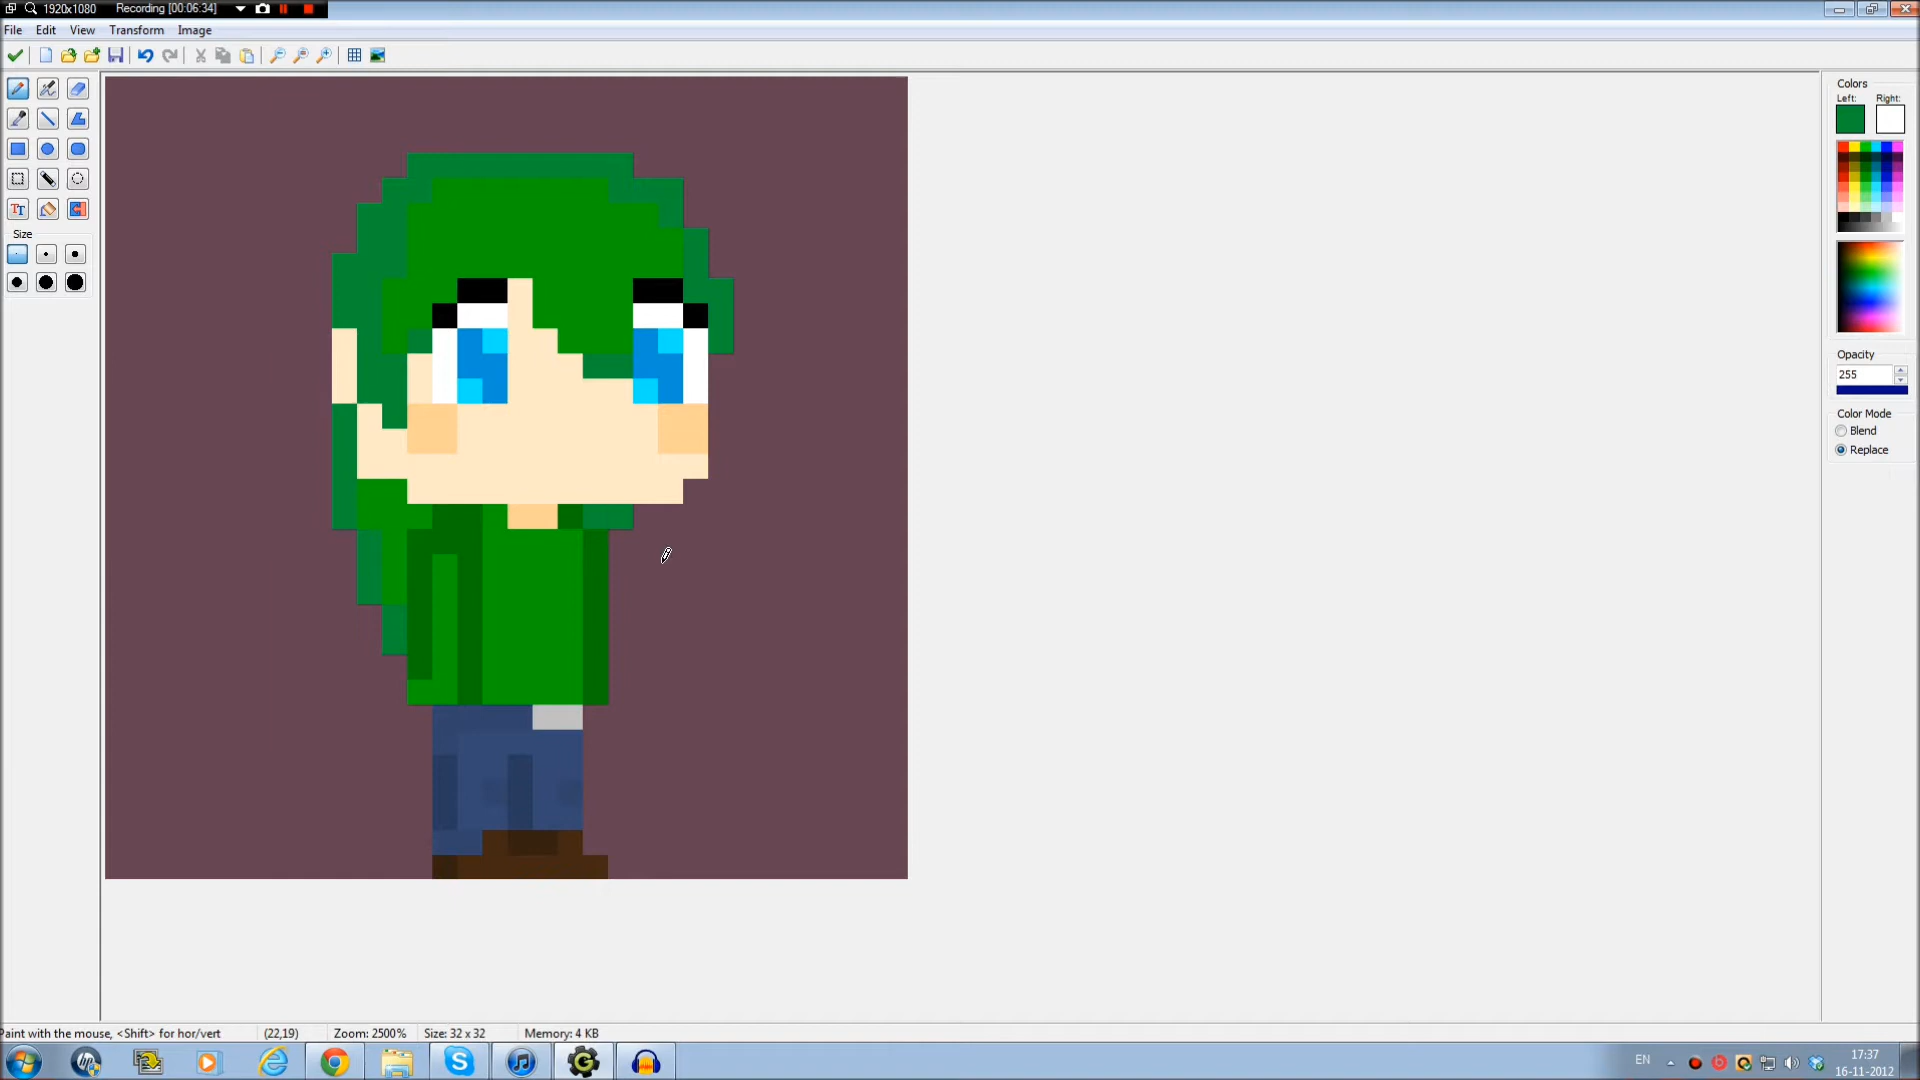 1920x1080 Recording [00:06:34]
File Edit View Transform Image
Colors
Left: Right:
TT
Size
Opacity
255
Color Mode
Blend
Replace
Paint with the mouse, <Shift> for hor/vert (22,19) Zoom: 2500% Size: 32 x 32 Memory: 4 KB
EN
17:37
16-11-2012